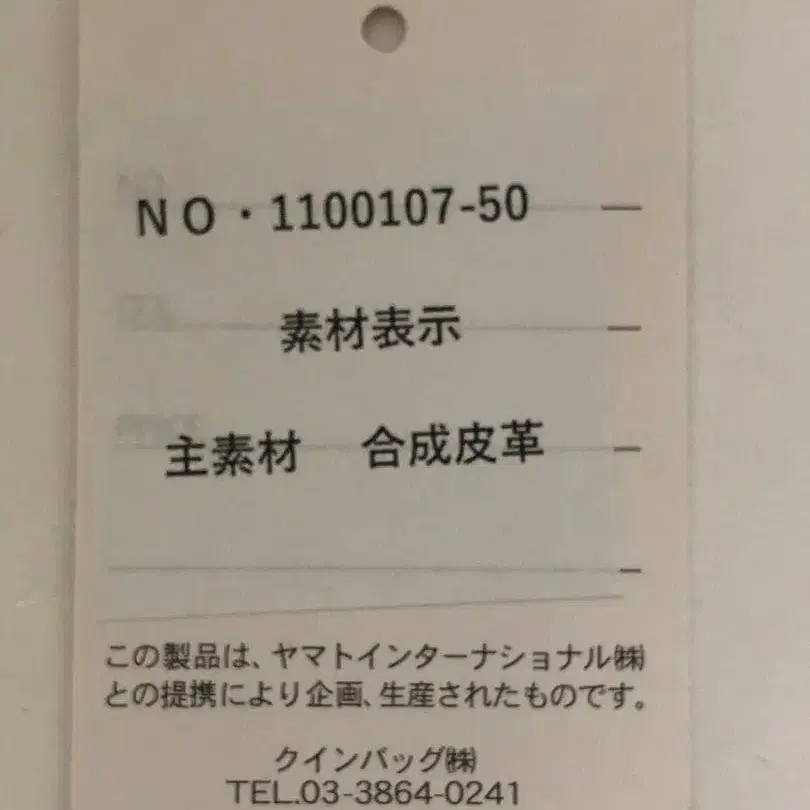 NO・1100107-50
素材表示
主素材　合成皮革
この製品は、ヤマトインターナショナル㈱
との提携により企画、生産されたものです。
クインバッグ㈱
TEL.03-3864-0241